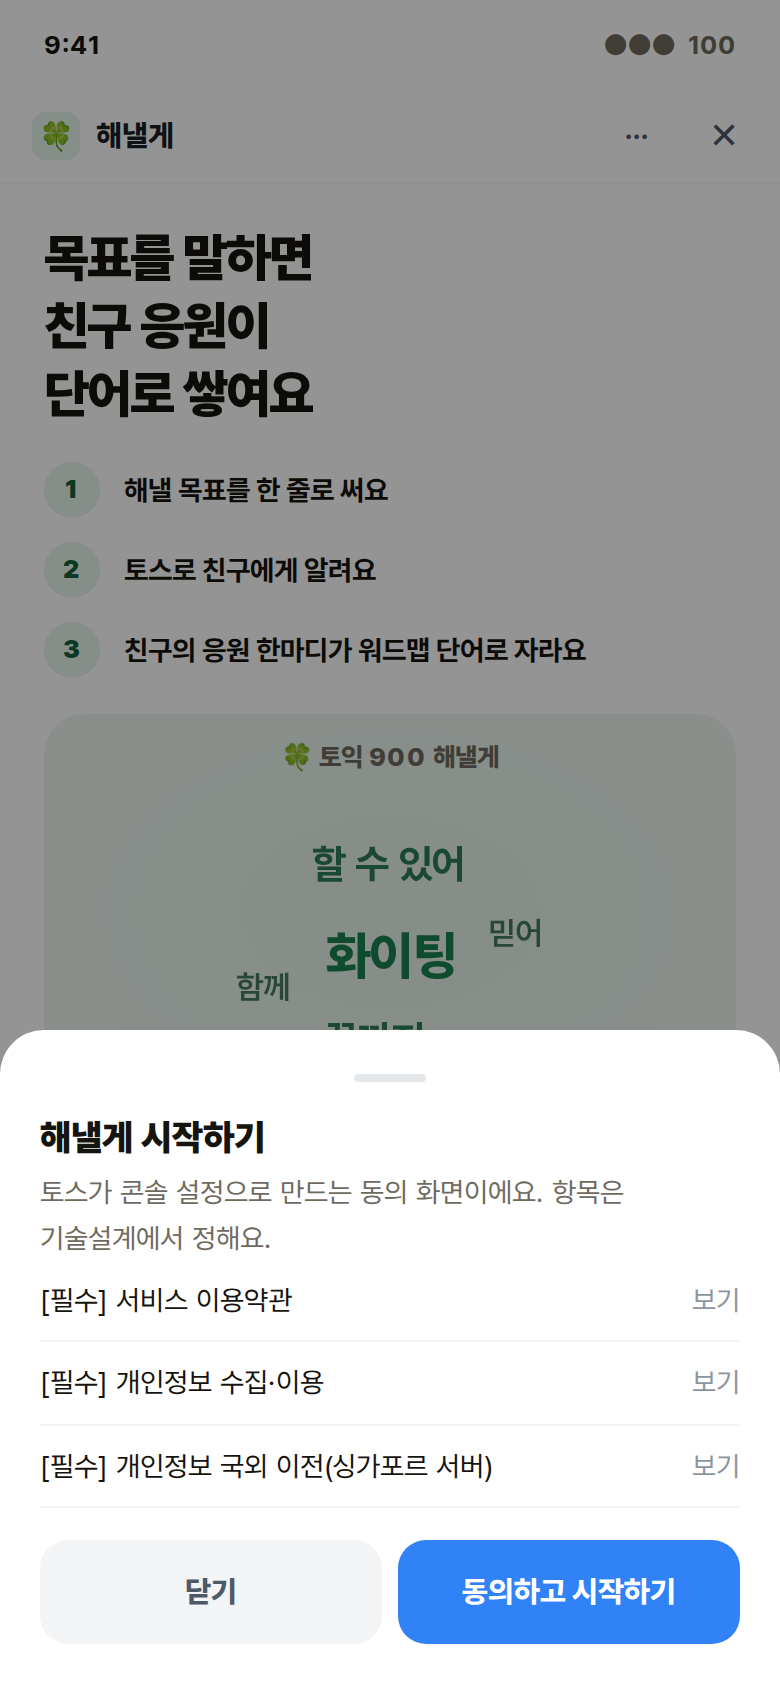 9:41
100
해낼게
목표를 말하면
친구 응원이
단어로 쌓여요
1 해낼 목표를 한 줄로 써요
2 토스로 친구에게 알려요
3 친구의 응원 한마디가 워드맵 단어로 자라요
🍀 토익 900 해낼게
할 수 있어
믿어
화이팅
함께
해낼게 시작하기
토스가 콘솔 설정으로 만드는 동의 화면이에요. 항목은
기술설계에서 정해요.
[필수] 서비스 이용약관 보기
[필수] 개인정보 수집·이용 보기
[필수] 개인정보 국외 이전(싱가포르 서버) 보기
닫기 동의하고 시작하기